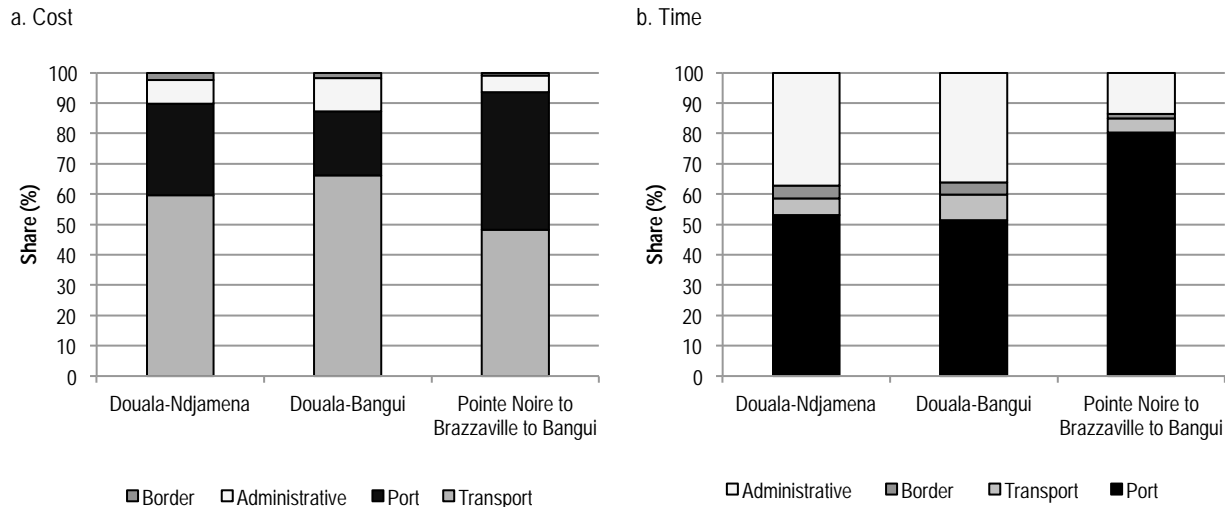 a. Cost
100
90
80
70
60
50
40
30
20
10
0
Share (%)
Douala-Ndjamena
Douala-Bangui
Pointe Noire to
Brazzaville to Bangui
Border Administrative Port Transport
b. Time
100
90
80
70
60
50
40
30
20
10
0
Share (%)
Douala-Ndjamena
Douala-Bangui
Pointe Noire to
Brazzaville to Bangui
Administrative Border Transport Port